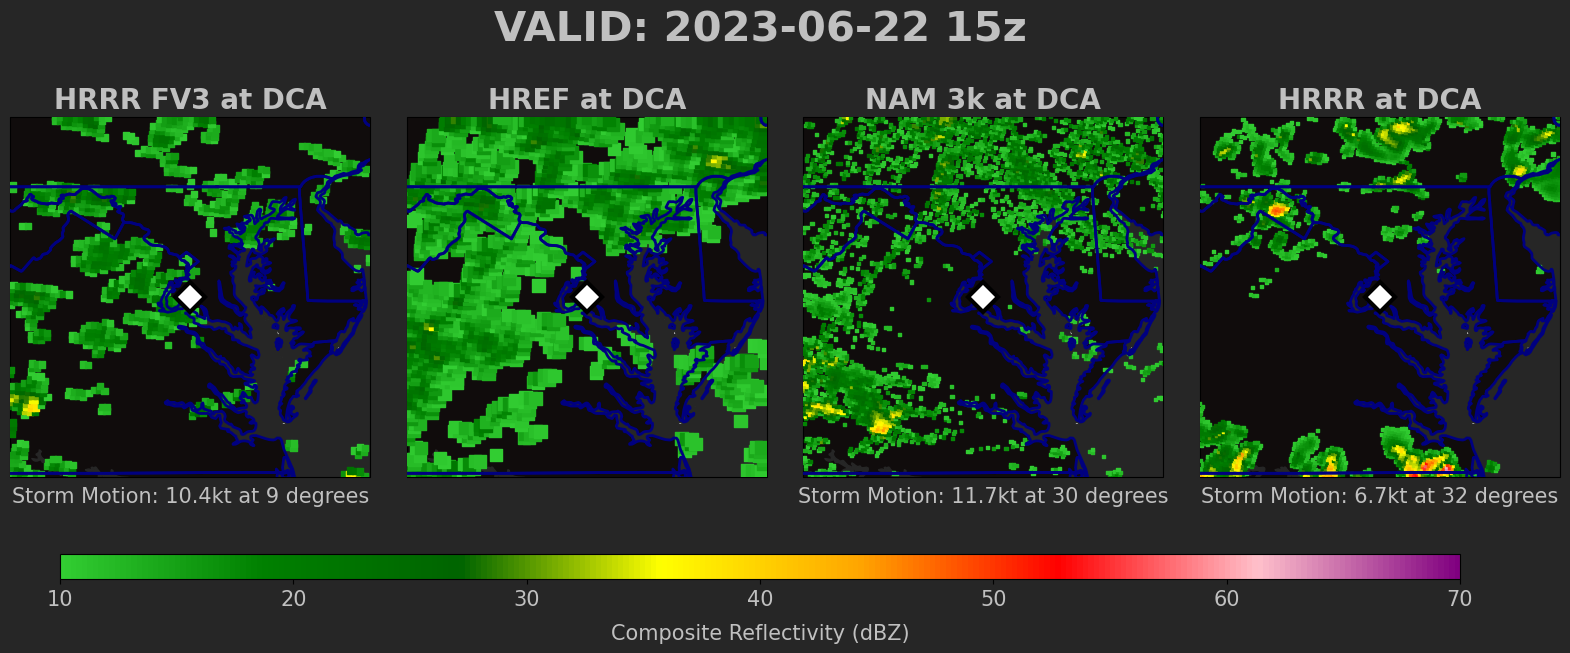 VALID: 2023-06-22 15z
HRRR FV3 at DCA
HREF at DCA
NAM 3k at DCA
HRRR at DCA
Storm Motion: 10.4kt at 9 degrees
Storm Motion: 11.7kt at 30 degrees
Storm Motion: 6.7kt at 32 degrees
10 20 30 40 50 60 70
Composite Reflectivity (dBZ)